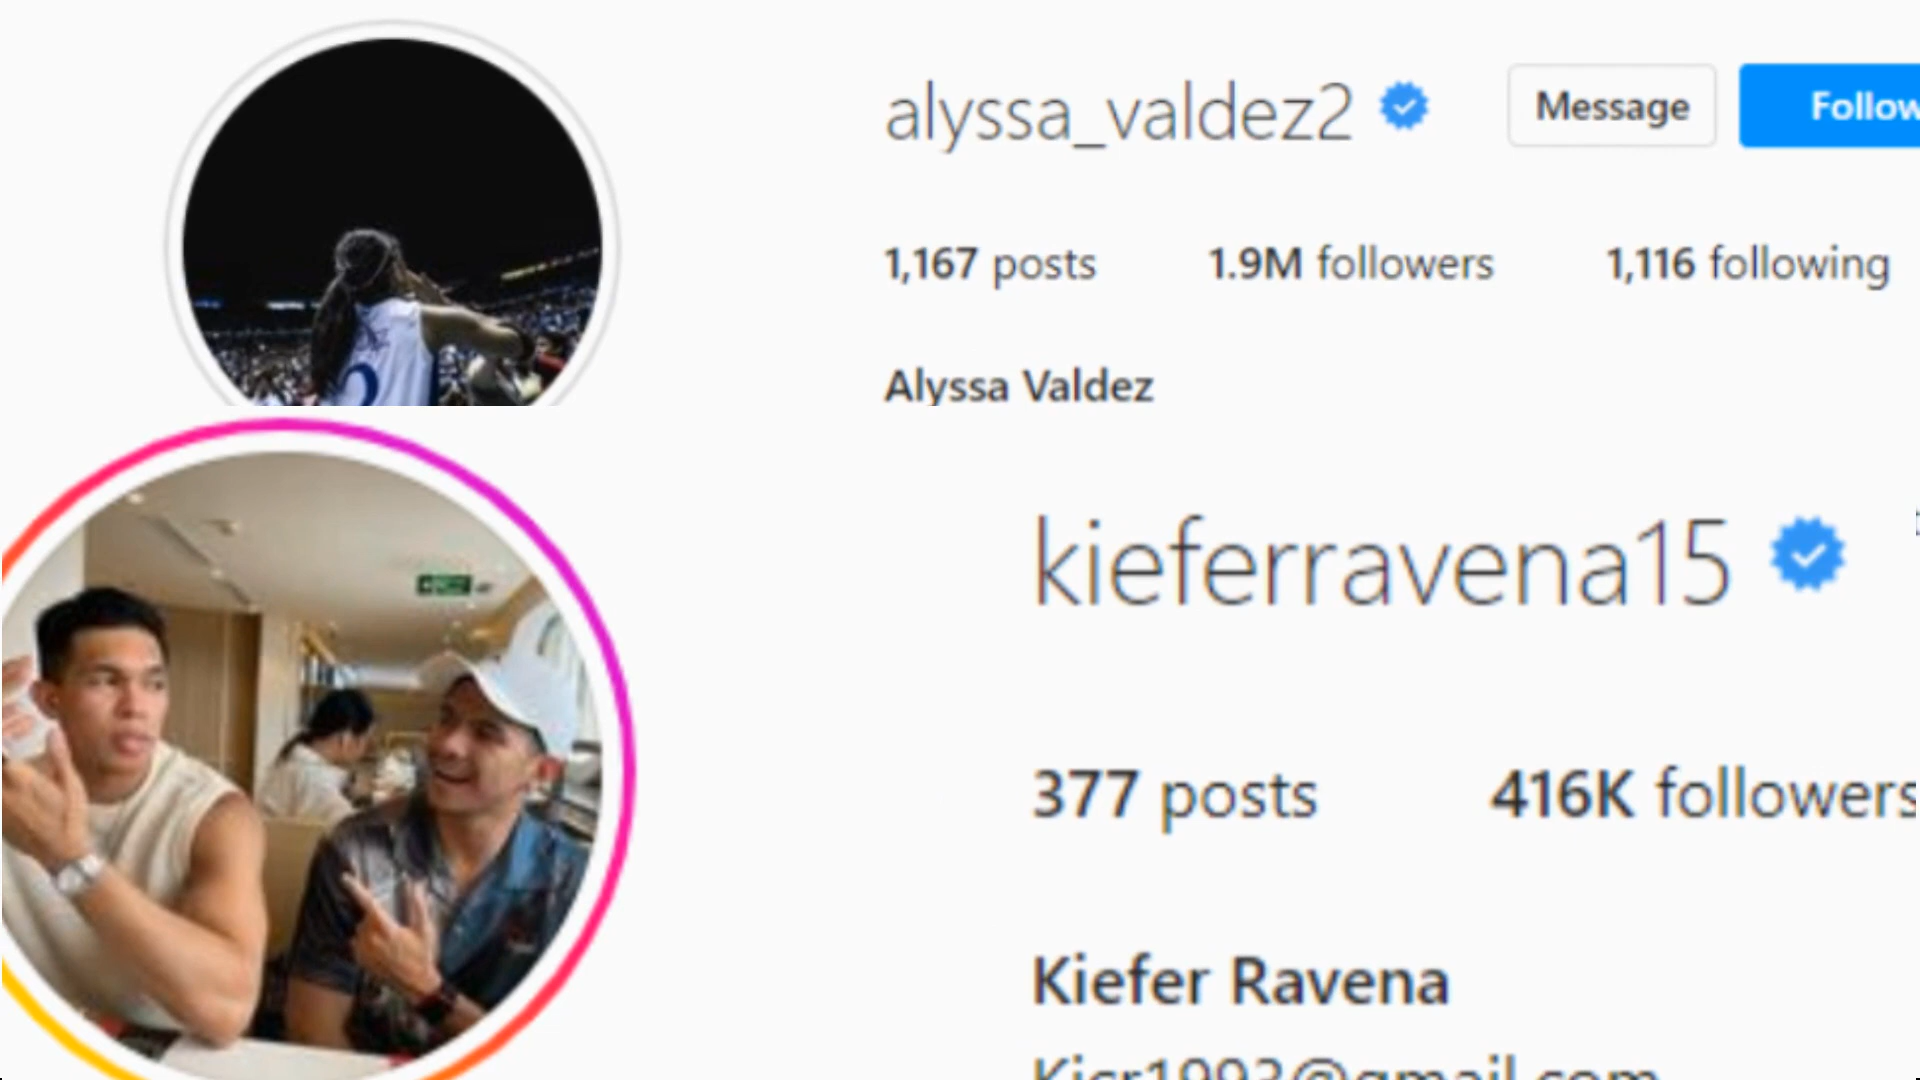 alyssa_valdez2 Message Follow
1,167 posts 1.9M followers 1,116 following
Alyssa Valdez
kieferravena15
377 posts 416K followers
Kiefer Ravena